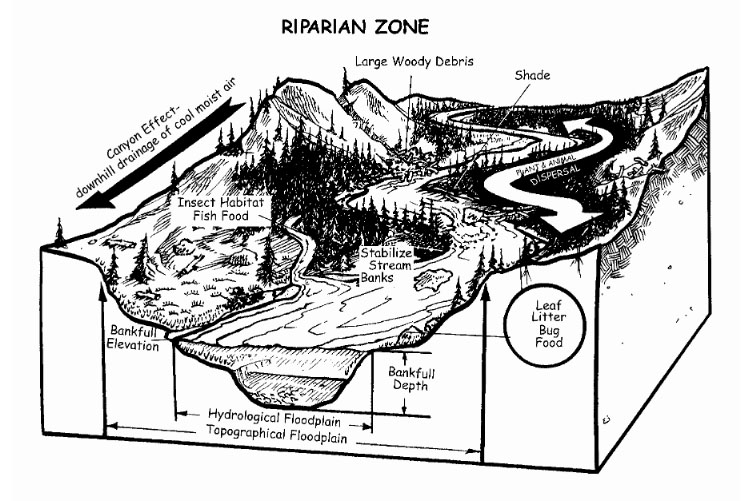 RIPARIAN ZONE
Large Woody Debris
Shade
Canyon Effect-
downhill drainage of cool moist air
PLANT & ANIMAL
DISPERSAL
Insect Habitat
Fish Food
Stabilize
Stream
Banks
Leaf
Litter
Bug
Food
Bankfull
Elevation
Bankfull
Depth
Hydrological Floodplain
Topographical Floodplain